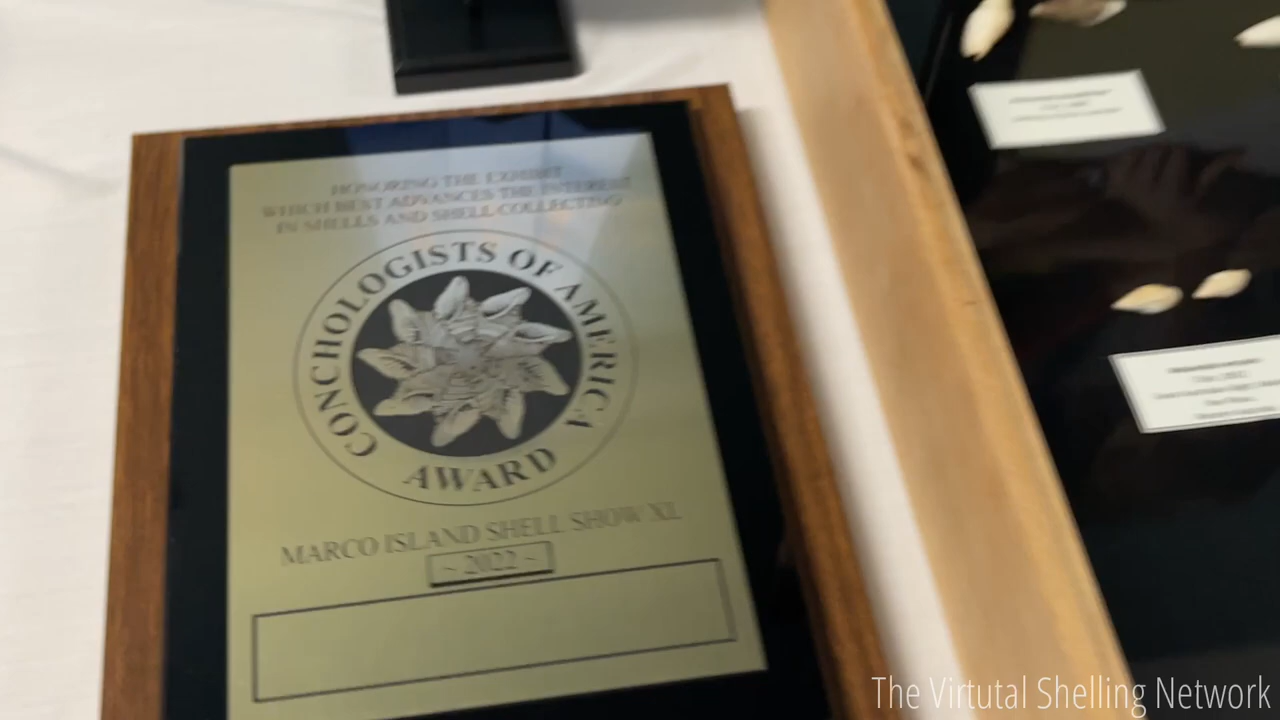 HONORING THE EXHIBIT
WHICH BEST ADVANCES THE INTEREST
IN SHELLS AND SHELL COLLECTING
CONCHOLOGISTS OF AMERICA
AWARD
MARCO ISLAND SHELL SHOW XL
~ 2022 ~
The Virtutal Shelling Network